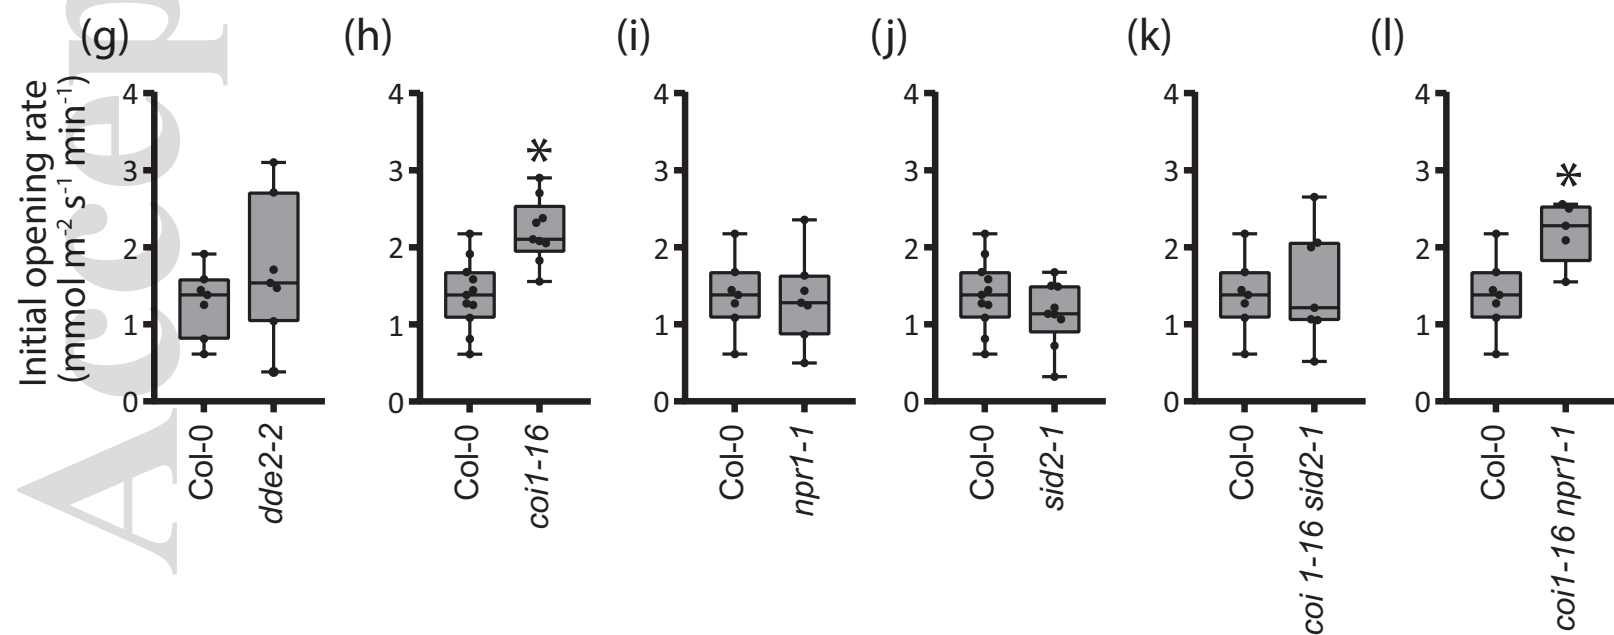 (g)
(h)
(i)
(j)
(k)
(l)
Initial opening rate
(mmol m⁻² s⁻¹ min⁻¹)
4
3
2
1
0
Col-0
dde2-2
4
3
2
1
0
*
Col-0
coi1-16
4
3
2
1
0
Col-0
npr1-1
4
3
2
1
0
Col-0
sid2-1
4
3
2
1
0
Col-0
coi 1-16 sid2-1
4
3
2
1
0
*
Col-0
coi1-16 npr1-1
Accep